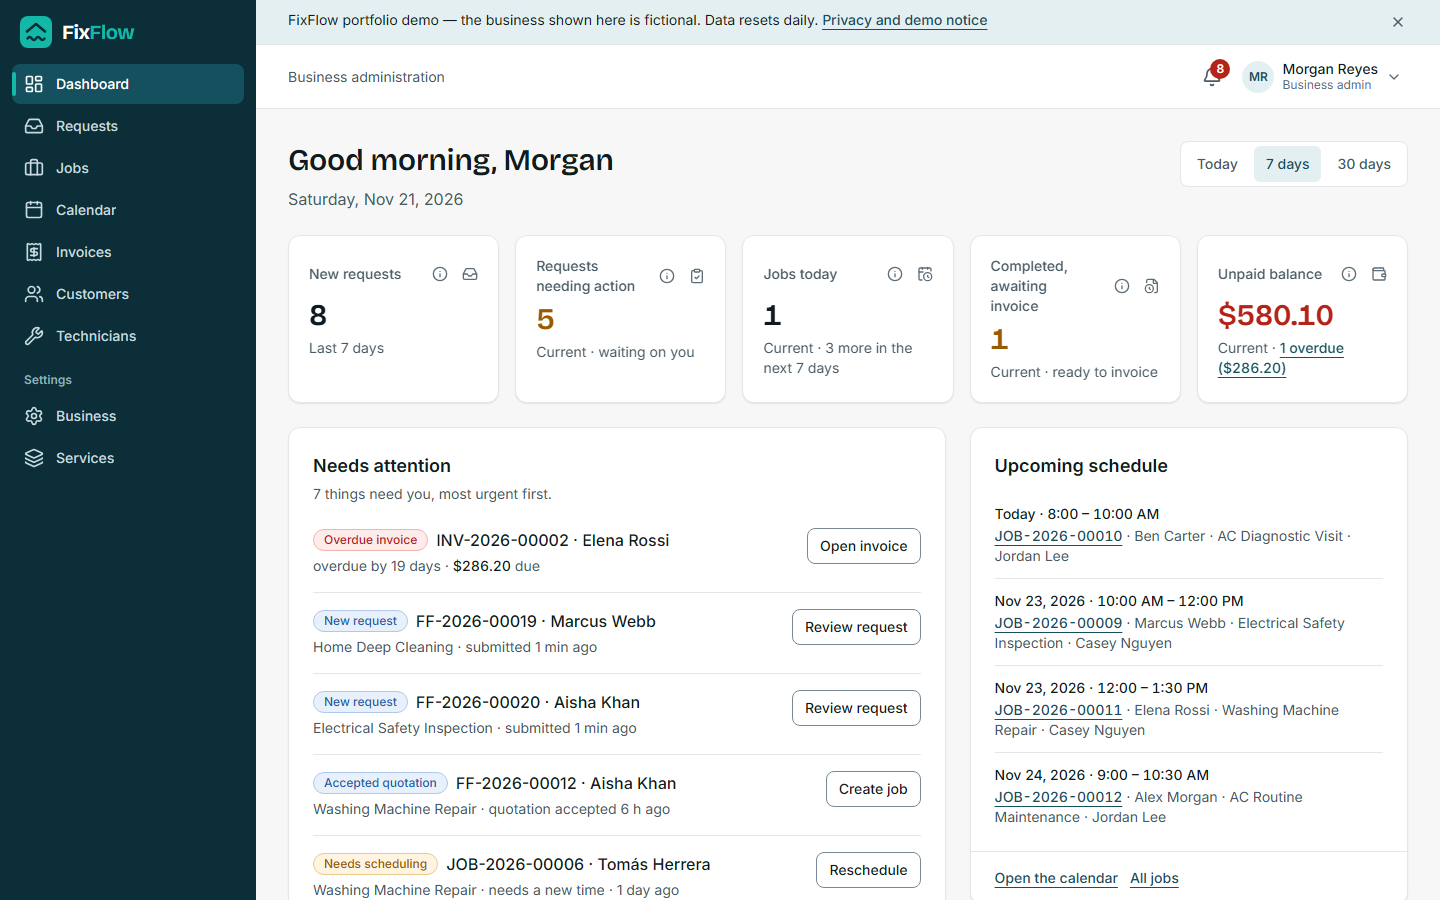 FixFlow
Dashboard
Requests
Jobs
Calendar
Invoices
Customers
Technicians
Settings
Business
Services
FixFlow portfolio demo — the business shown here is fictional. Data resets daily. Privacy and demo notice
Business administration
8
MR
Morgan Reyes
Business admin
Good morning, Morgan
Saturday, Nov 21, 2026
Today
7 days
30 days
New requests
8
Last 7 days
Requests
needing action
5
Current · waiting on you
Jobs today
1
Current · 3 more in the
next 7 days
Completed,
awaiting
invoice
1
Current · ready to invoice
Unpaid balance
$580.10
Current · 1 overdue
($286.20)
Needs attention
7 things need you, most urgent first.
Overdue invoice INV-2026-00002 · Elena Rossi
overdue by 19 days · $286.20 due
Open invoice
New request FF-2026-00019 · Marcus Webb
Home Deep Cleaning · submitted 1 min ago
Review request
New request FF-2026-00020 · Aisha Khan
Electrical Safety Inspection · submitted 1 min ago
Review request
Accepted quotation FF-2026-00012 · Aisha Khan
Washing Machine Repair · quotation accepted 6 h ago
Create job
Needs scheduling JOB-2026-00006 · Tomás Herrera
Washing Machine Repair · needs a new time · 1 day ago
Reschedule
Upcoming schedule
Today · 8:00 – 10:00 AM
JOB-2026-00010 · Ben Carter · AC Diagnostic Visit ·
Jordan Lee
Nov 23, 2026 · 10:00 AM – 12:00 PM
JOB-2026-00009 · Marcus Webb · Electrical Safety
Inspection · Casey Nguyen
Nov 23, 2026 · 12:00 – 1:30 PM
JOB-2026-00011 · Elena Rossi · Washing Machine
Repair · Casey Nguyen
Nov 24, 2026 · 9:00 – 10:30 AM
JOB-2026-00012 · Alex Morgan · AC Routine
Maintenance · Jordan Lee
Open the calendar
All jobs